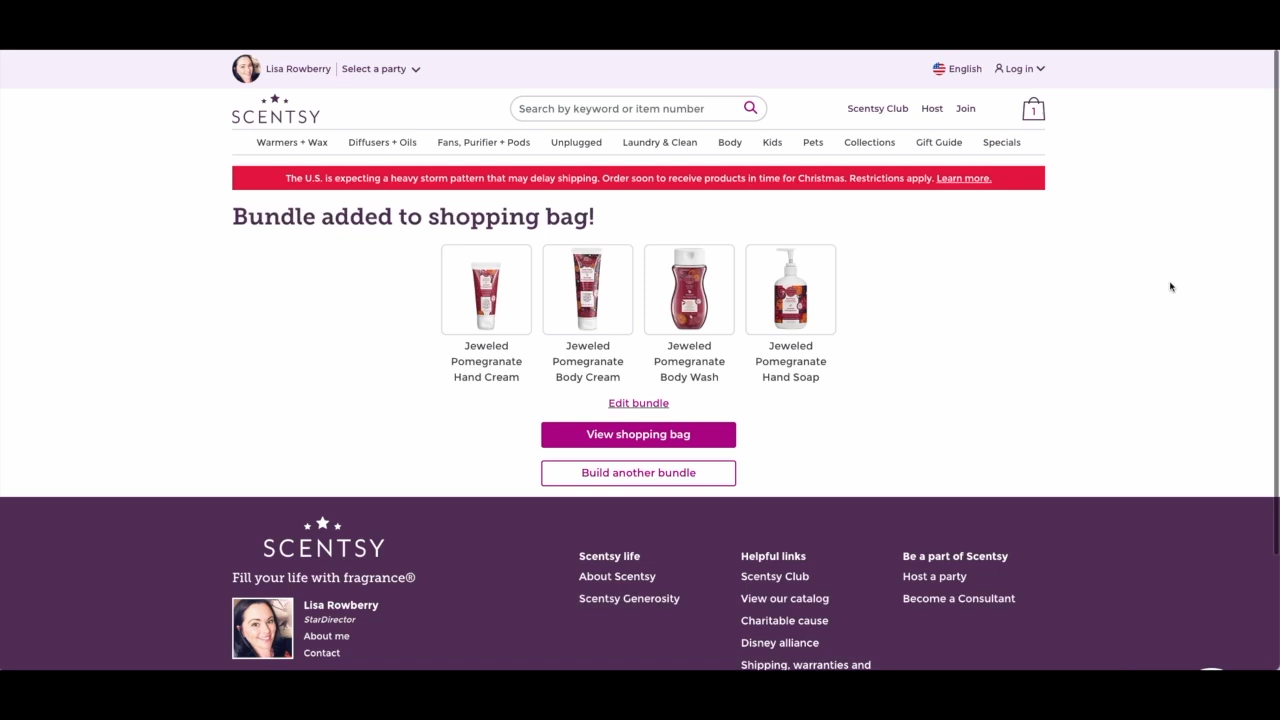 Lisa Rowberry Select a party
English Log in
SCENTSY
Search by keyword or item number
Scentsy Club Host Join
1
Warmers + Wax Diffusers + Oils Fans, Purifier + Pods Unplugged Laundry & Clean Body Kids Pets Collections Gift Guide Specials
The U.S. is expecting a heavy storm pattern that may delay shipping. Order soon to receive products in time for Christmas. Restrictions apply. Learn more.
Bundle added to shopping bag!
Jeweled
Pomegranate
Hand Cream
Jeweled
Pomegranate
Body Cream
Jeweled
Pomegranate
Body Wash
Jeweled
Pomegranate
Hand Soap
Edit bundle
View shopping bag
Build another bundle
SCENTSY
Fill your life with fragrance®
Lisa Rowberry
StarDirector
About me
Contact
Scentsy life
About Scentsy
Scentsy Generosity
Helpful links
Scentsy Club
View our catalog
Charitable cause
Disney alliance
Shipping, warranties and
Be a part of Scentsy
Host a party
Become a Consultant